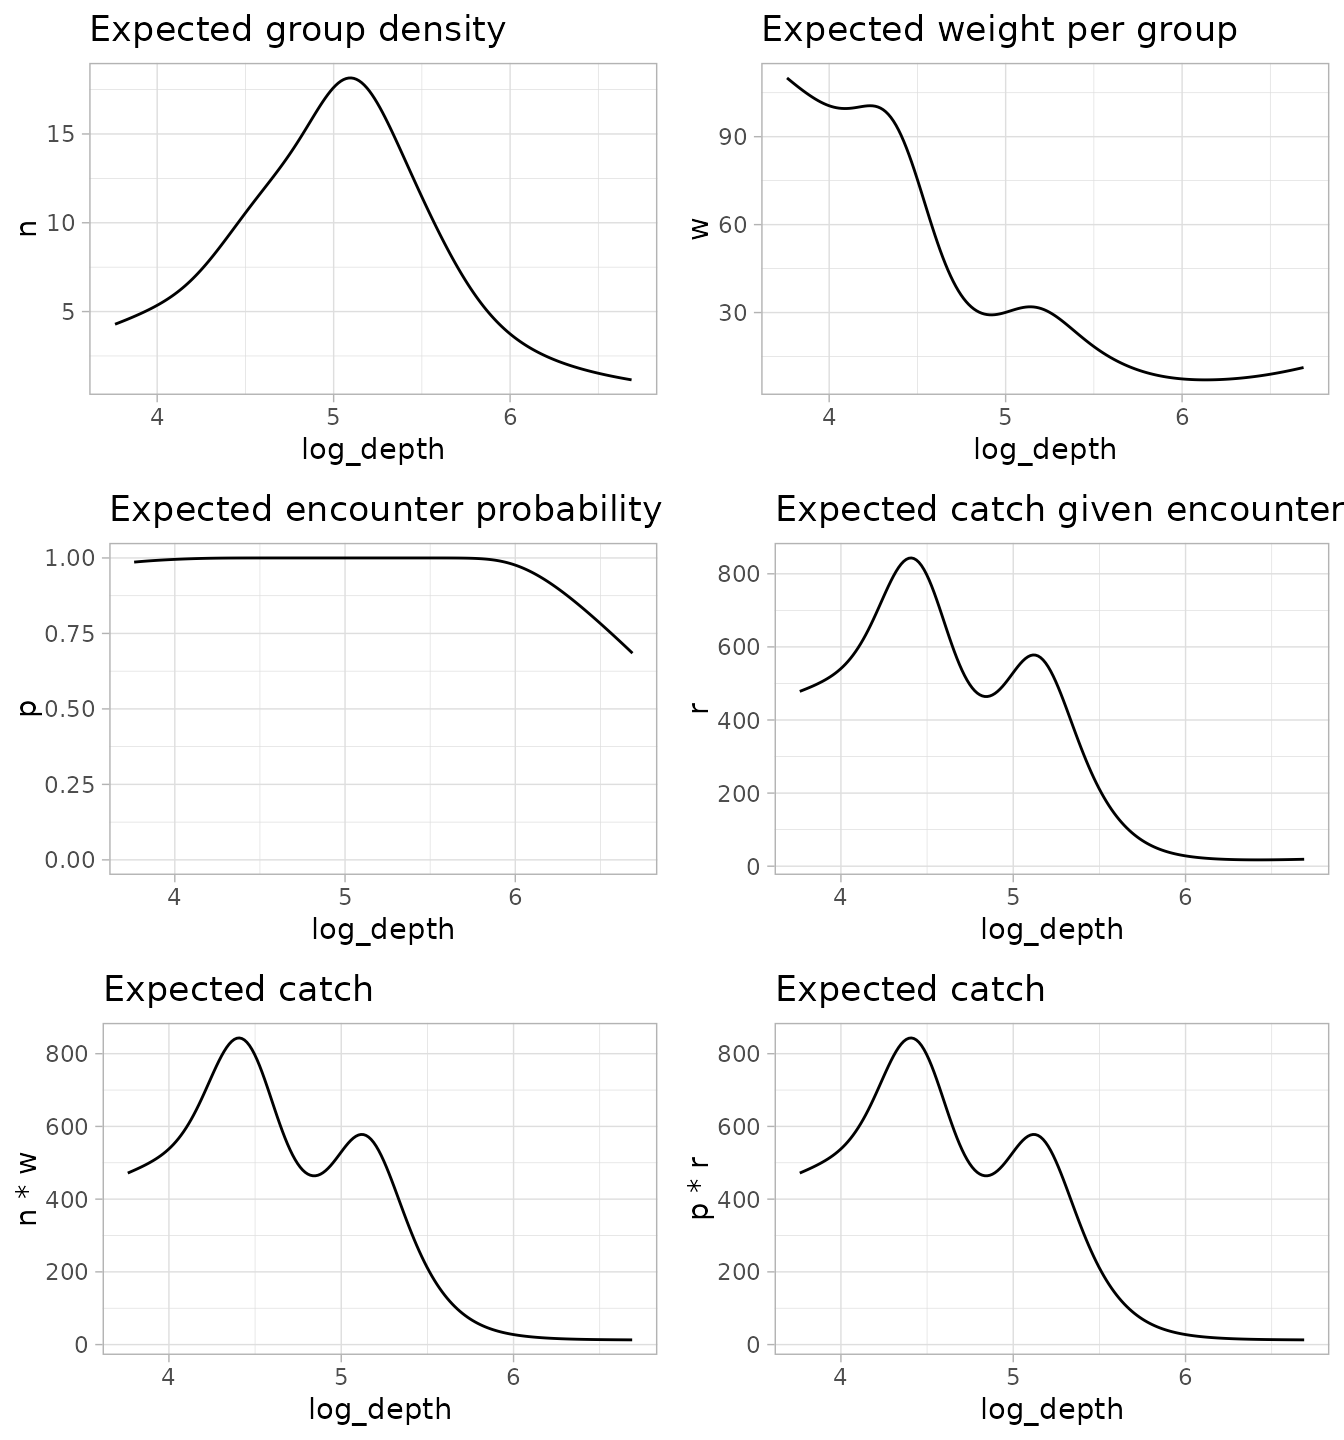 Expected group density
n
15
10
5
4 5 6
log_depth
Expected weight per group
w
90
60
30
4 5 6
log_depth
Expected encounter probability
p
1.00
0.75
0.50
0.25
0.00
4 5 6
log_depth
Expected catch given encounter
r
800
600
400
200
0
4 5 6
log_depth
Expected catch
n * w
800
600
400
200
0
4 5 6
log_depth
Expected catch
p * r
800
600
400
200
0
4 5 6
log_depth